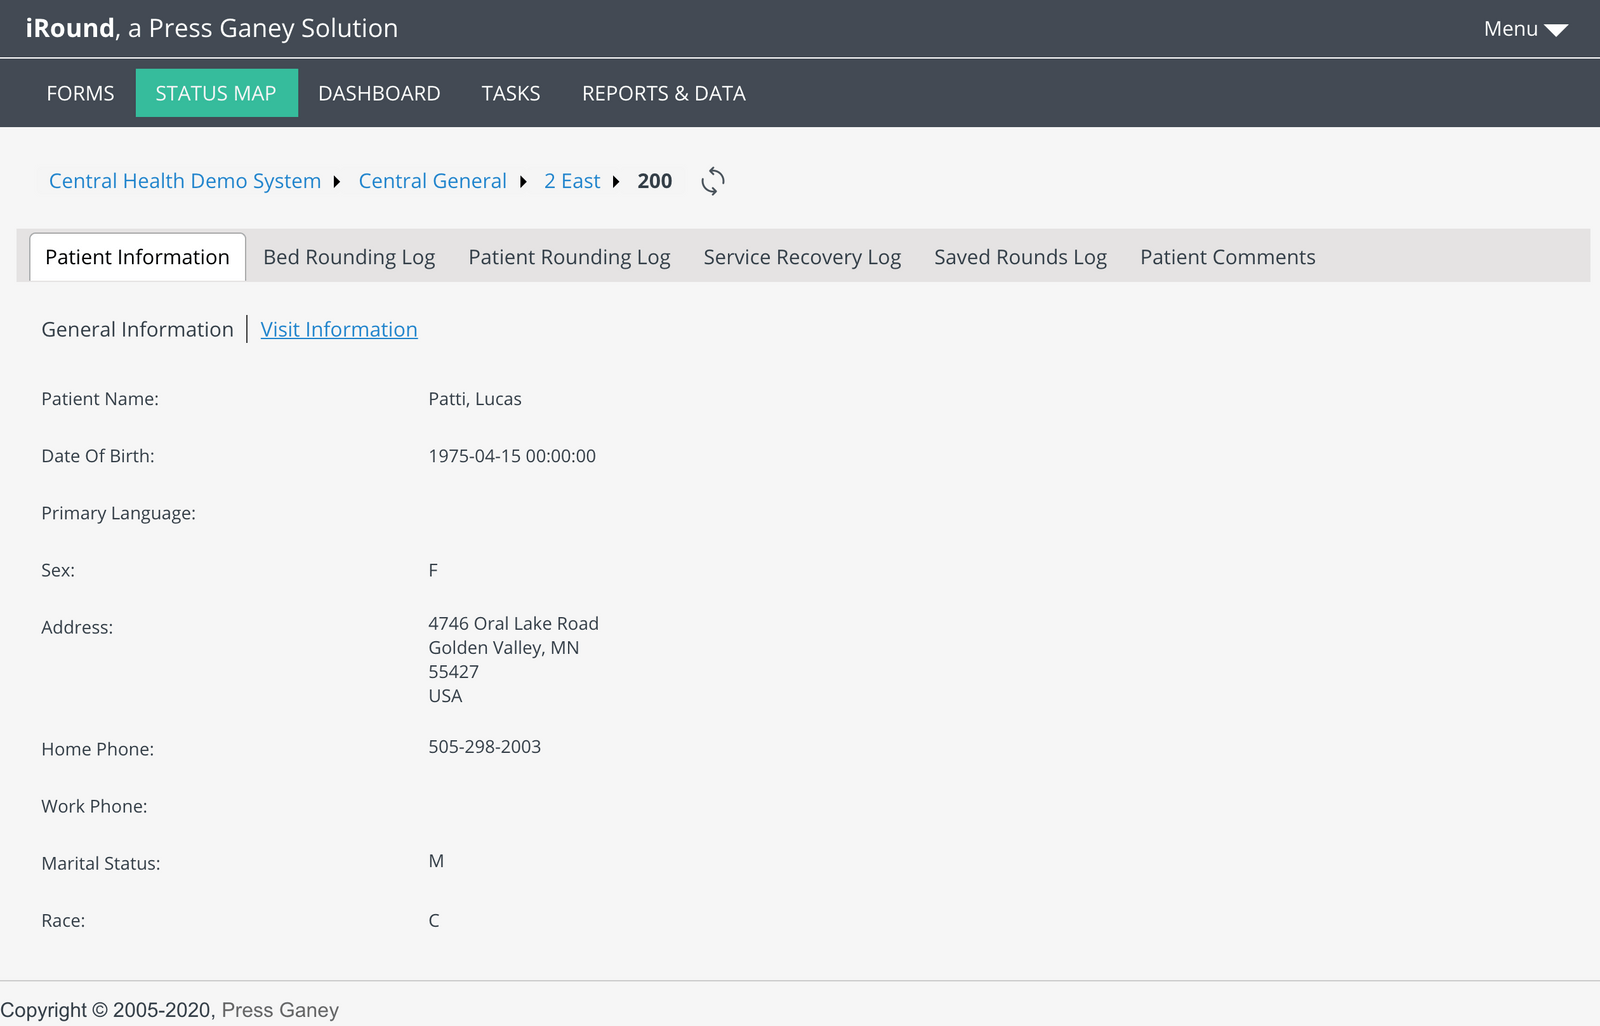 iRound, a Press Ganey Solution
Menu
FORMS STATUS MAP DASHBOARD TASKS REPORTS & DATA
Central Health Demo System Central General 2 East 200
Patient Information Bed Rounding Log Patient Rounding Log Service Recovery Log Saved Rounds Log Patient Comments
General Information Visit Information
Patient Name: Patti, Lucas
Date Of Birth: 1975-04-15 00:00:00
Primary Language:
Sex: F
Address: 4746 Oral Lake Road
Golden Valley, MN
55427
USA
Home Phone: 505-298-2003
Work Phone:
Marital Status: M
Race: C
Copyright © 2005-2020, Press Ganey